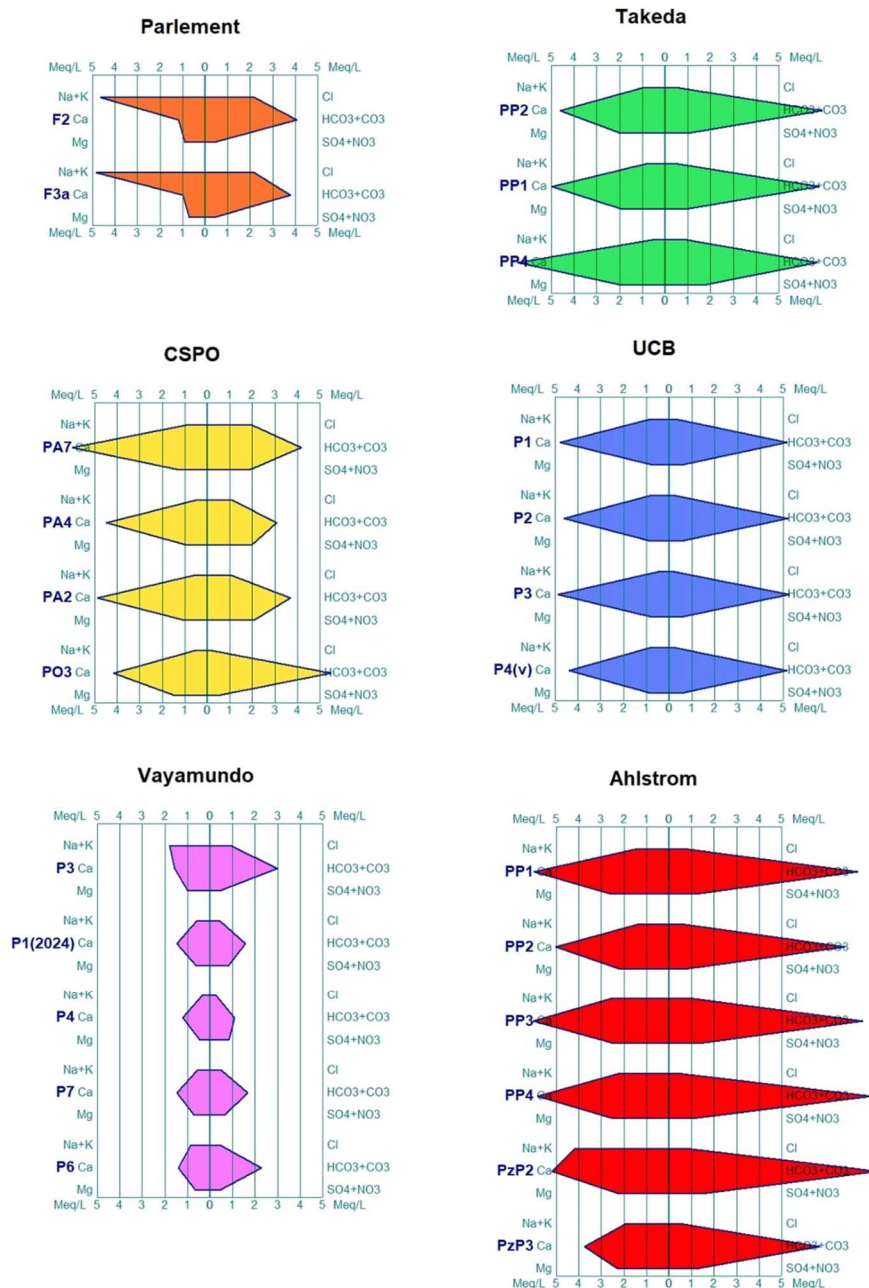 Parlement
Meq/L 5 4 3 2 1 0 1 2 3 4 5 Meq/L
Na+K Cl
F2 Ca HCO3+CO3
Mg SO4+NO3
Na+K Cl
F3a Ca HCO3+CO3
Mg SO4+NO3
Meq/L 5 4 3 2 1 0 1 2 3 4 5 Meq/L
Takeda
Meq/L 5 4 3 2 1 0 1 2 3 4 5 Meq/L
Na+K Cl
PP2 Ca HCO3+CO3
Mg SO4+NO3
Na+K Cl
PP1 Ca HCO3+CO3
Mg SO4+NO3
Na+K Cl
PP4 Ca HCO3+CO3
Mg SO4+NO3
Meq/L 5 4 3 2 1 0 1 2 3 4 5 Meq/L
CSPO
Meq/L 5 4 3 2 1 0 1 2 3 4 5 Meq/L
Na+K Cl
PA7 Ca HCO3+CO3
Mg SO4+NO3
Na+K Cl
PA4 Ca HCO3+CO3
Mg SO4+NO3
Na+K Cl
PA2 Ca HCO3+CO3
Mg SO4+NO3
Na+K Cl
PO3 Ca HCO3+CO3
Mg SO4+NO3
Meq/L 5 4 3 2 1 0 1 2 3 4 5 Meq/L
UCB
Meq/L 5 4 3 2 1 0 1 2 3 4 5 Meq/L
Na+K Cl
P1 Ca HCO3+CO3
Mg SO4+NO3
Na+K Cl
P2 Ca HCO3+CO3
Mg SO4+NO3
Na+K Cl
P3 Ca HCO3+CO3
Mg SO4+NO3
Na+K Cl
P4(v) Ca HCO3+CO3
Mg SO4+NO3
Meq/L 5 4 3 2 1 0 1 2 3 4 5 Meq/L
Vayamundo
Meq/L 5 4 3 2 1 0 1 2 3 4 5 Meq/L
Na+K Cl
P3 Ca HCO3+CO3
Mg SO4+NO3
Na+K Cl
P1(2024) Ca HCO3+CO3
Mg SO4+NO3
Na+K Cl
P4 Ca HCO3+CO3
Mg SO4+NO3
Na+K Cl
P7 Ca HCO3+CO3
Mg SO4+NO3
Na+K Cl
P6 Ca HCO3+CO3
Mg SO4+NO3
Meq/L 5 4 3 2 1 0 1 2 3 4 5 Meq/L
Ahlstrom
Meq/L 5 4 3 2 1 0 1 2 3 4 5 Meq/L
Na+K Cl
PP1 Ca HCO3+CO3
Mg SO4+NO3
Na+K Cl
PP2 Ca HCO3+CO3
Mg SO4+NO3
Na+K Cl
PP3 Ca HCO3+CO3
Mg SO4+NO3
Na+K Cl
PP4 Ca HCO3+CO3
Mg SO4+NO3
Na+K Cl
PzP2 Ca HCO3+CO3
Mg SO4+NO3
Na+K Cl
PzP3 Ca HCO3+CO3
Mg SO4+NO3
Meq/L 5 4 3 2 1 0 1 2 3 4 5 Meq/L